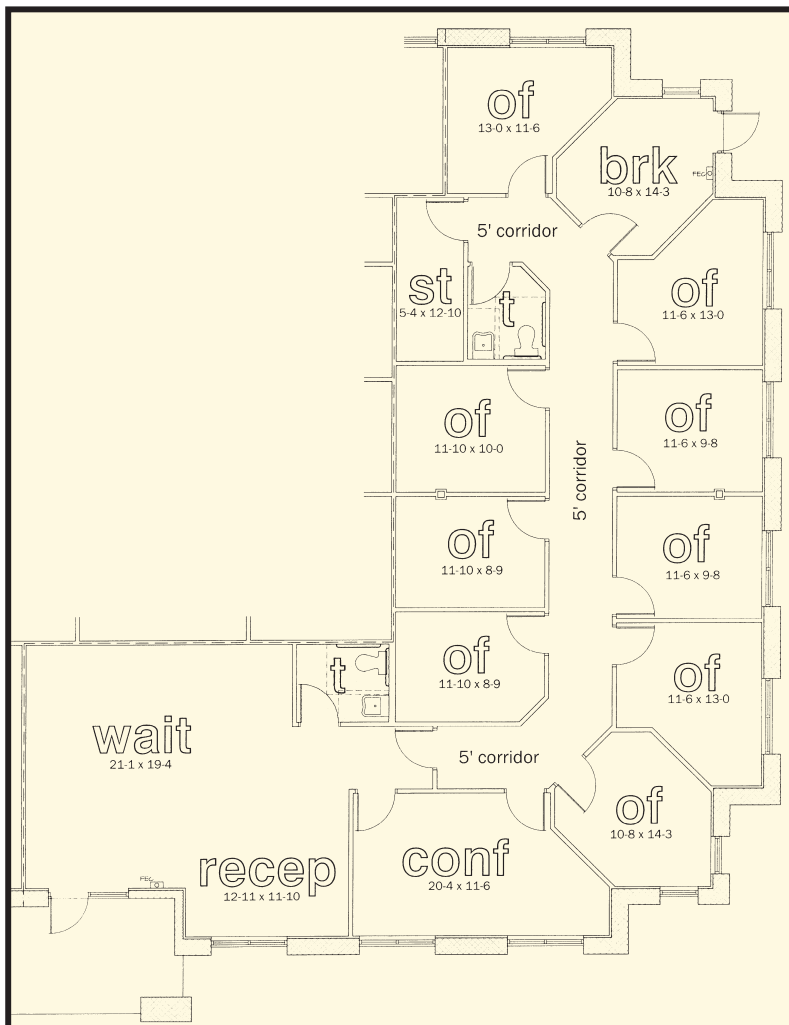 of
13-0 x 11-6
brk
10-8 x 14-3
FEC
5' corridor
st
5-4 x 12-10
t
of
11-6 x 13-0
of
11-10 x 10-0
of
11-6 x 9-8
5' corridor
of
11-10 x 8-9
of
11-6 x 9-8
of
11-10 x 8-9
of
11-6 x 13-0
t
wait
21-1 x 19-4
5' corridor
of
10-8 x 14-3
recep
12-11 x 11-10
conf
20-4 x 11-6
FEC